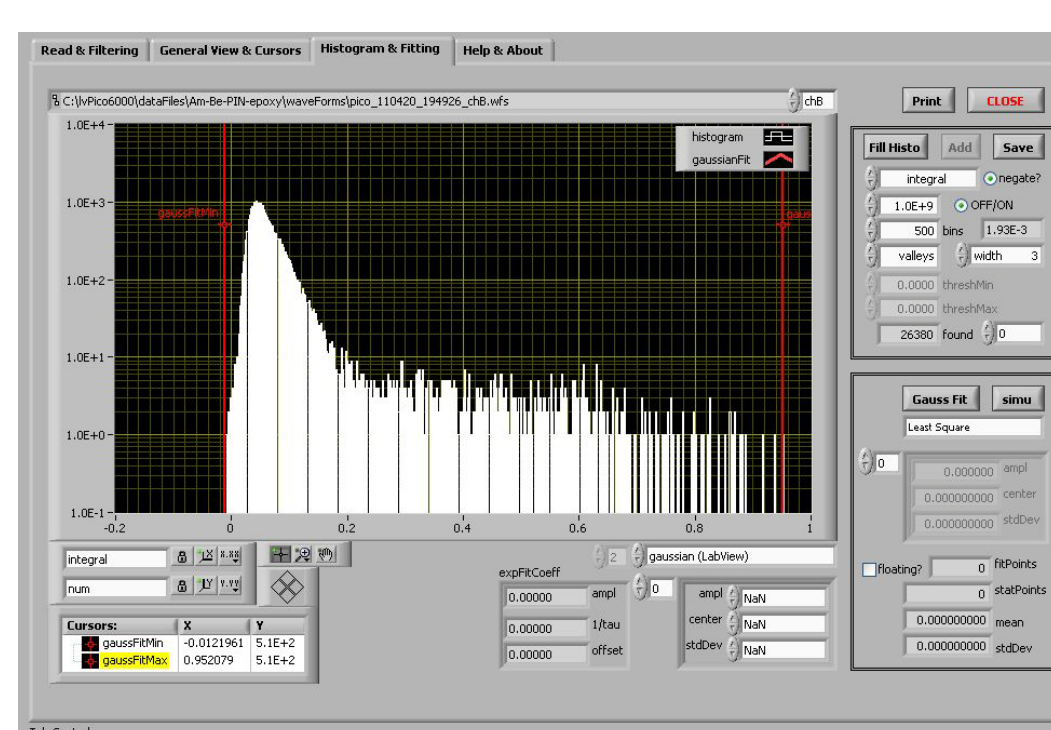 Read & Filtering General View & Cursors Histogram & Fitting Help & About
C:\lvPico6000\dataFiles\Am-Be-PIN-epoxy\waveForms\pico_110420_194926_chB.wfs chB
Print CLOSE
1.0E+4
1.0E+3
1.0E+2
1.0E+1
1.0E+0
1.0E-1
-0.2 0 0.2 0.4 0.6 0.8 1
histogram
gaussianFit
gaussFitMin
gaus
Fill Histo Add Save
integral negate?
1.0E+9 OFF/ON
500 bins 1.93E-3
valleys width 3
0.0000 threshMin
0.0000 threshMax
26380 found 0
Gauss Fit simu
Least Square
0
0.000000 ampl
0.000000000 center
0.000000000 stdDev
floating? 0 fitPoints
0 statPoints
0.000000000 mean
0.000000000 stdDev
integral X.XX
num Y.YY
Cursors: X Y
gaussFitMin -0.0121961 5.1E+2
gaussFitMax 0.952079 5.1E+2
2 gaussian (LabView)
expFitCoeff
0.00000 ampl
0.00000 1/tau
0.00000 offset
0
ampl NaN
center NaN
stdDev NaN